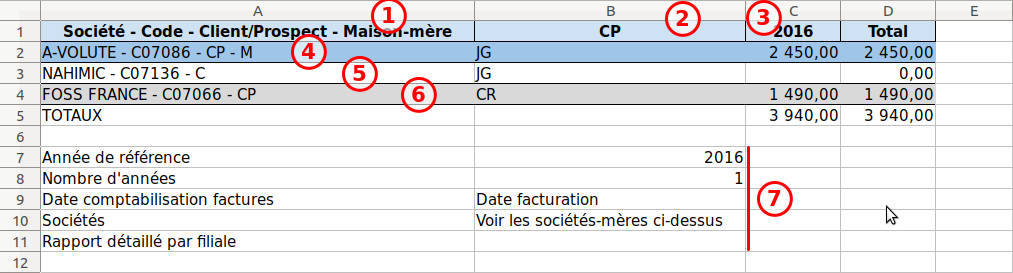 A B C D E
1 Société - Code - Client/Prospect - Maison-mère CP 2016 Total
2 A-VOLUTE - C07086 - CP - M JG 2 450,00 2 450,00
3 NAHIMIC - C07136 - C JG 0,00
4 FOSS FRANCE - C07066 - CP CR 1 490,00 1 490,00
5 TOTAUX 3 940,00 3 940,00
6
7 Année de référence 2016
8 Nombre d'années 1
9 Date comptabilisation factures Date facturation
10 Sociétés Voir les sociétés-mères ci-dessus
11 Rapport détaillé par filiale
12
1
2
3
4
5
6
7